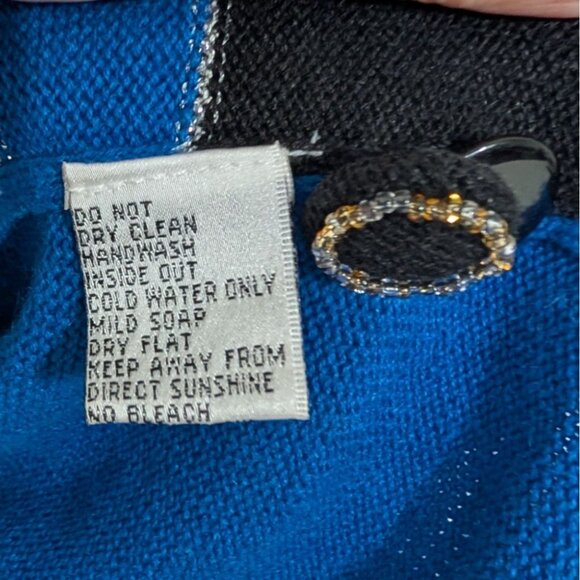 DO NOT
DRY CLEAN
HANDWASH
INSIDE OUT
COLD WATER ONLY
MILD SOAP
DRY FLAT
KEEP AWAY FROM
DIRECT SUNSHINE
NO BLEACH